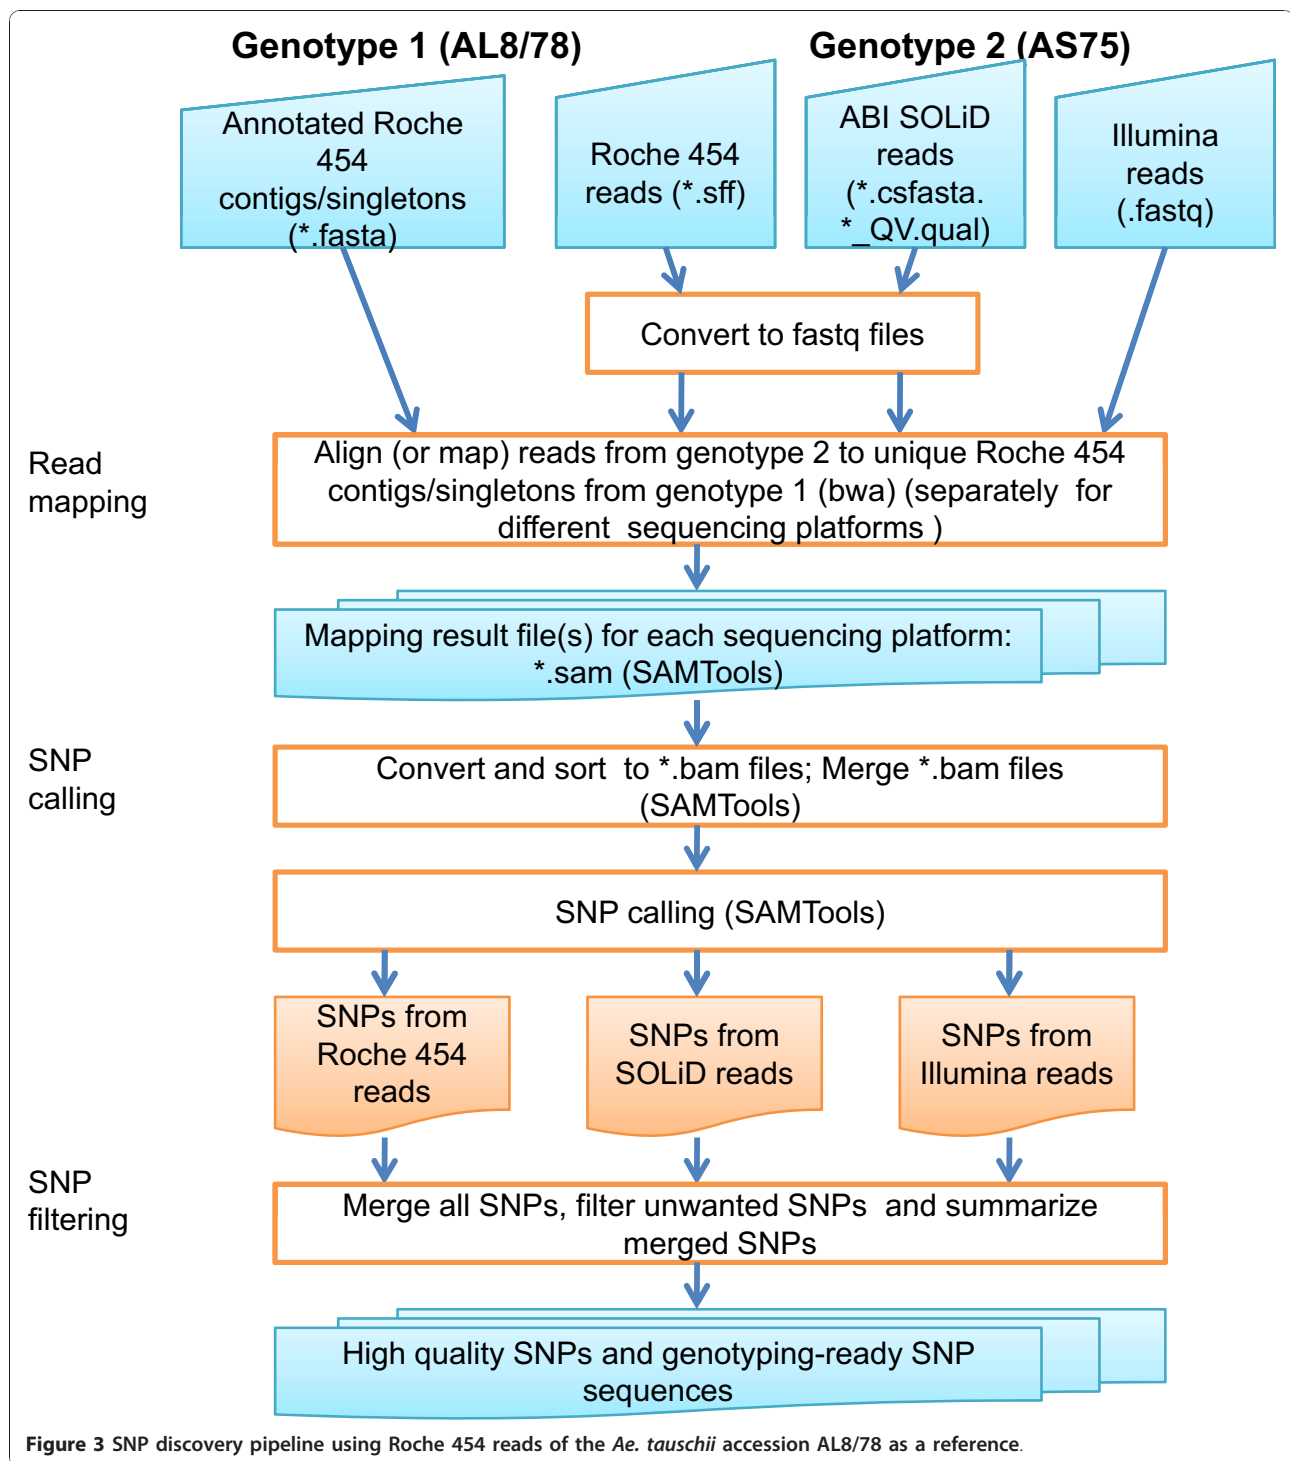 Genotype 1 (AL8/78)
Genotype 2 (AS75)
Annotated Roche
454
contigs/singletons
(*.fasta)
Roche 454
reads (*.sff)
ABI SOLiD
reads
(*.csfasta.
*_QV.qual)
Illumina
reads
(.fastq)
Convert to fastq files
Read
mapping
Align (or map) reads from genotype 2 to unique Roche 454
contigs/singletons from genotype 1 (bwa) (separately for
different sequencing platforms )
Mapping result file(s) for each sequencing platform:
*.sam (SAMTools)
SNP
calling
Convert and sort to *.bam files; Merge *.bam files
(SAMTools)
SNP calling (SAMTools)
SNPs from
Roche 454
reads
SNPs from
SOLiD reads
SNPs from
Illumina reads
SNP
filtering
Merge all SNPs, filter unwanted SNPs and summarize
merged SNPs
High quality SNPs and genotyping-ready SNP
sequences
Figure 3 SNP discovery pipeline using Roche 454 reads of the Ae. tauschii accession AL8/78 as a reference.